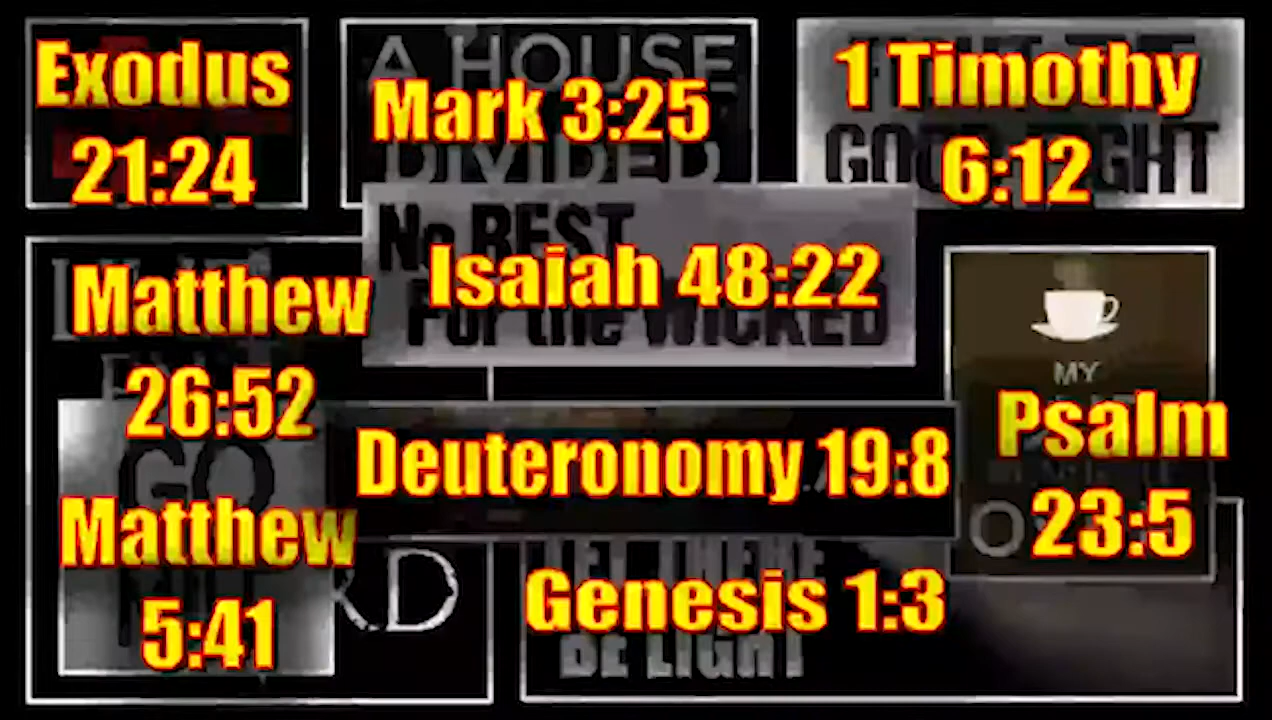 Exodus
21:24
A HOUSE
Mark 3:25
DIVIDED
1 Timothy
6:12
No REST
Isaiah 48:22
For the WICKED
Matthew
26:52
GO
Matthew
5:41
RD
Deuteronomy 19:8
MY
Psalm
23:5
LET THERE
Genesis 1:3
BE LIGHT